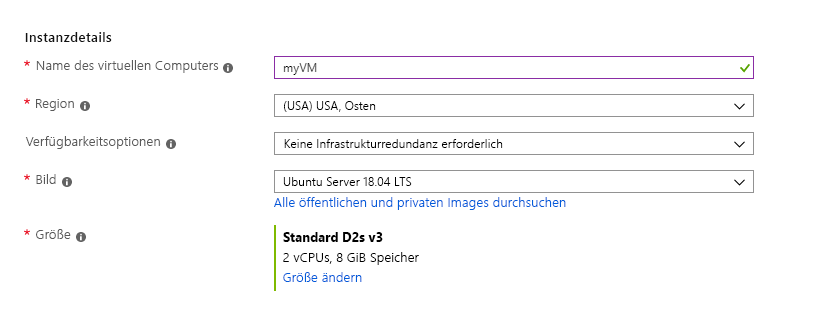 Instanzdetails
* Name des virtuellen Computers
myVM
* Region
(USA) USA, Osten
Verfügbarkeitsoptionen
Keine Infrastrukturredundanz erforderlich
* Bild
Ubuntu Server 18.04 LTS
Alle öffentlichen und privaten Images durchsuchen
* Größe
Standard D2s v3
2 vCPUs, 8 GiB Speicher
Größe ändern